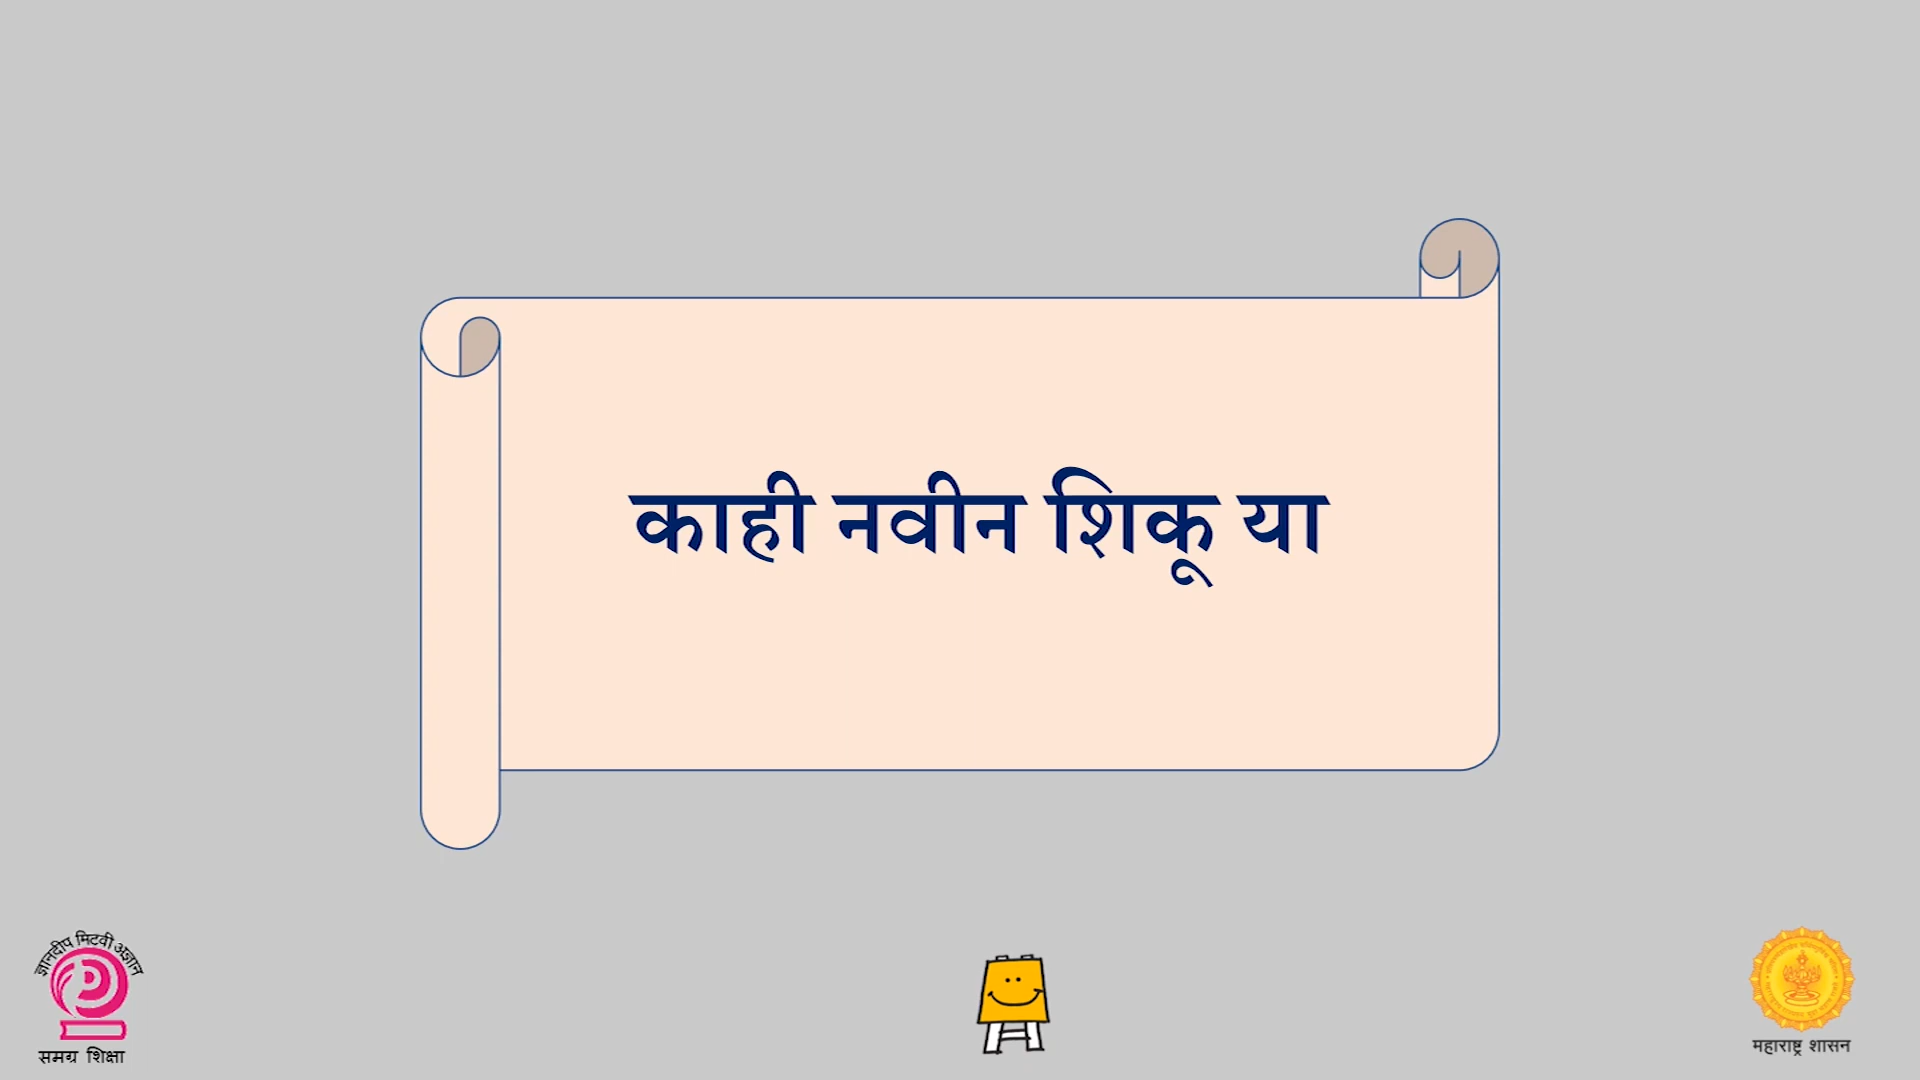 काही नवीन शिकू या
ज्ञानदीप मिटवी अज्ञान
समग्र शिक्षा
महाराष्ट्र शासन